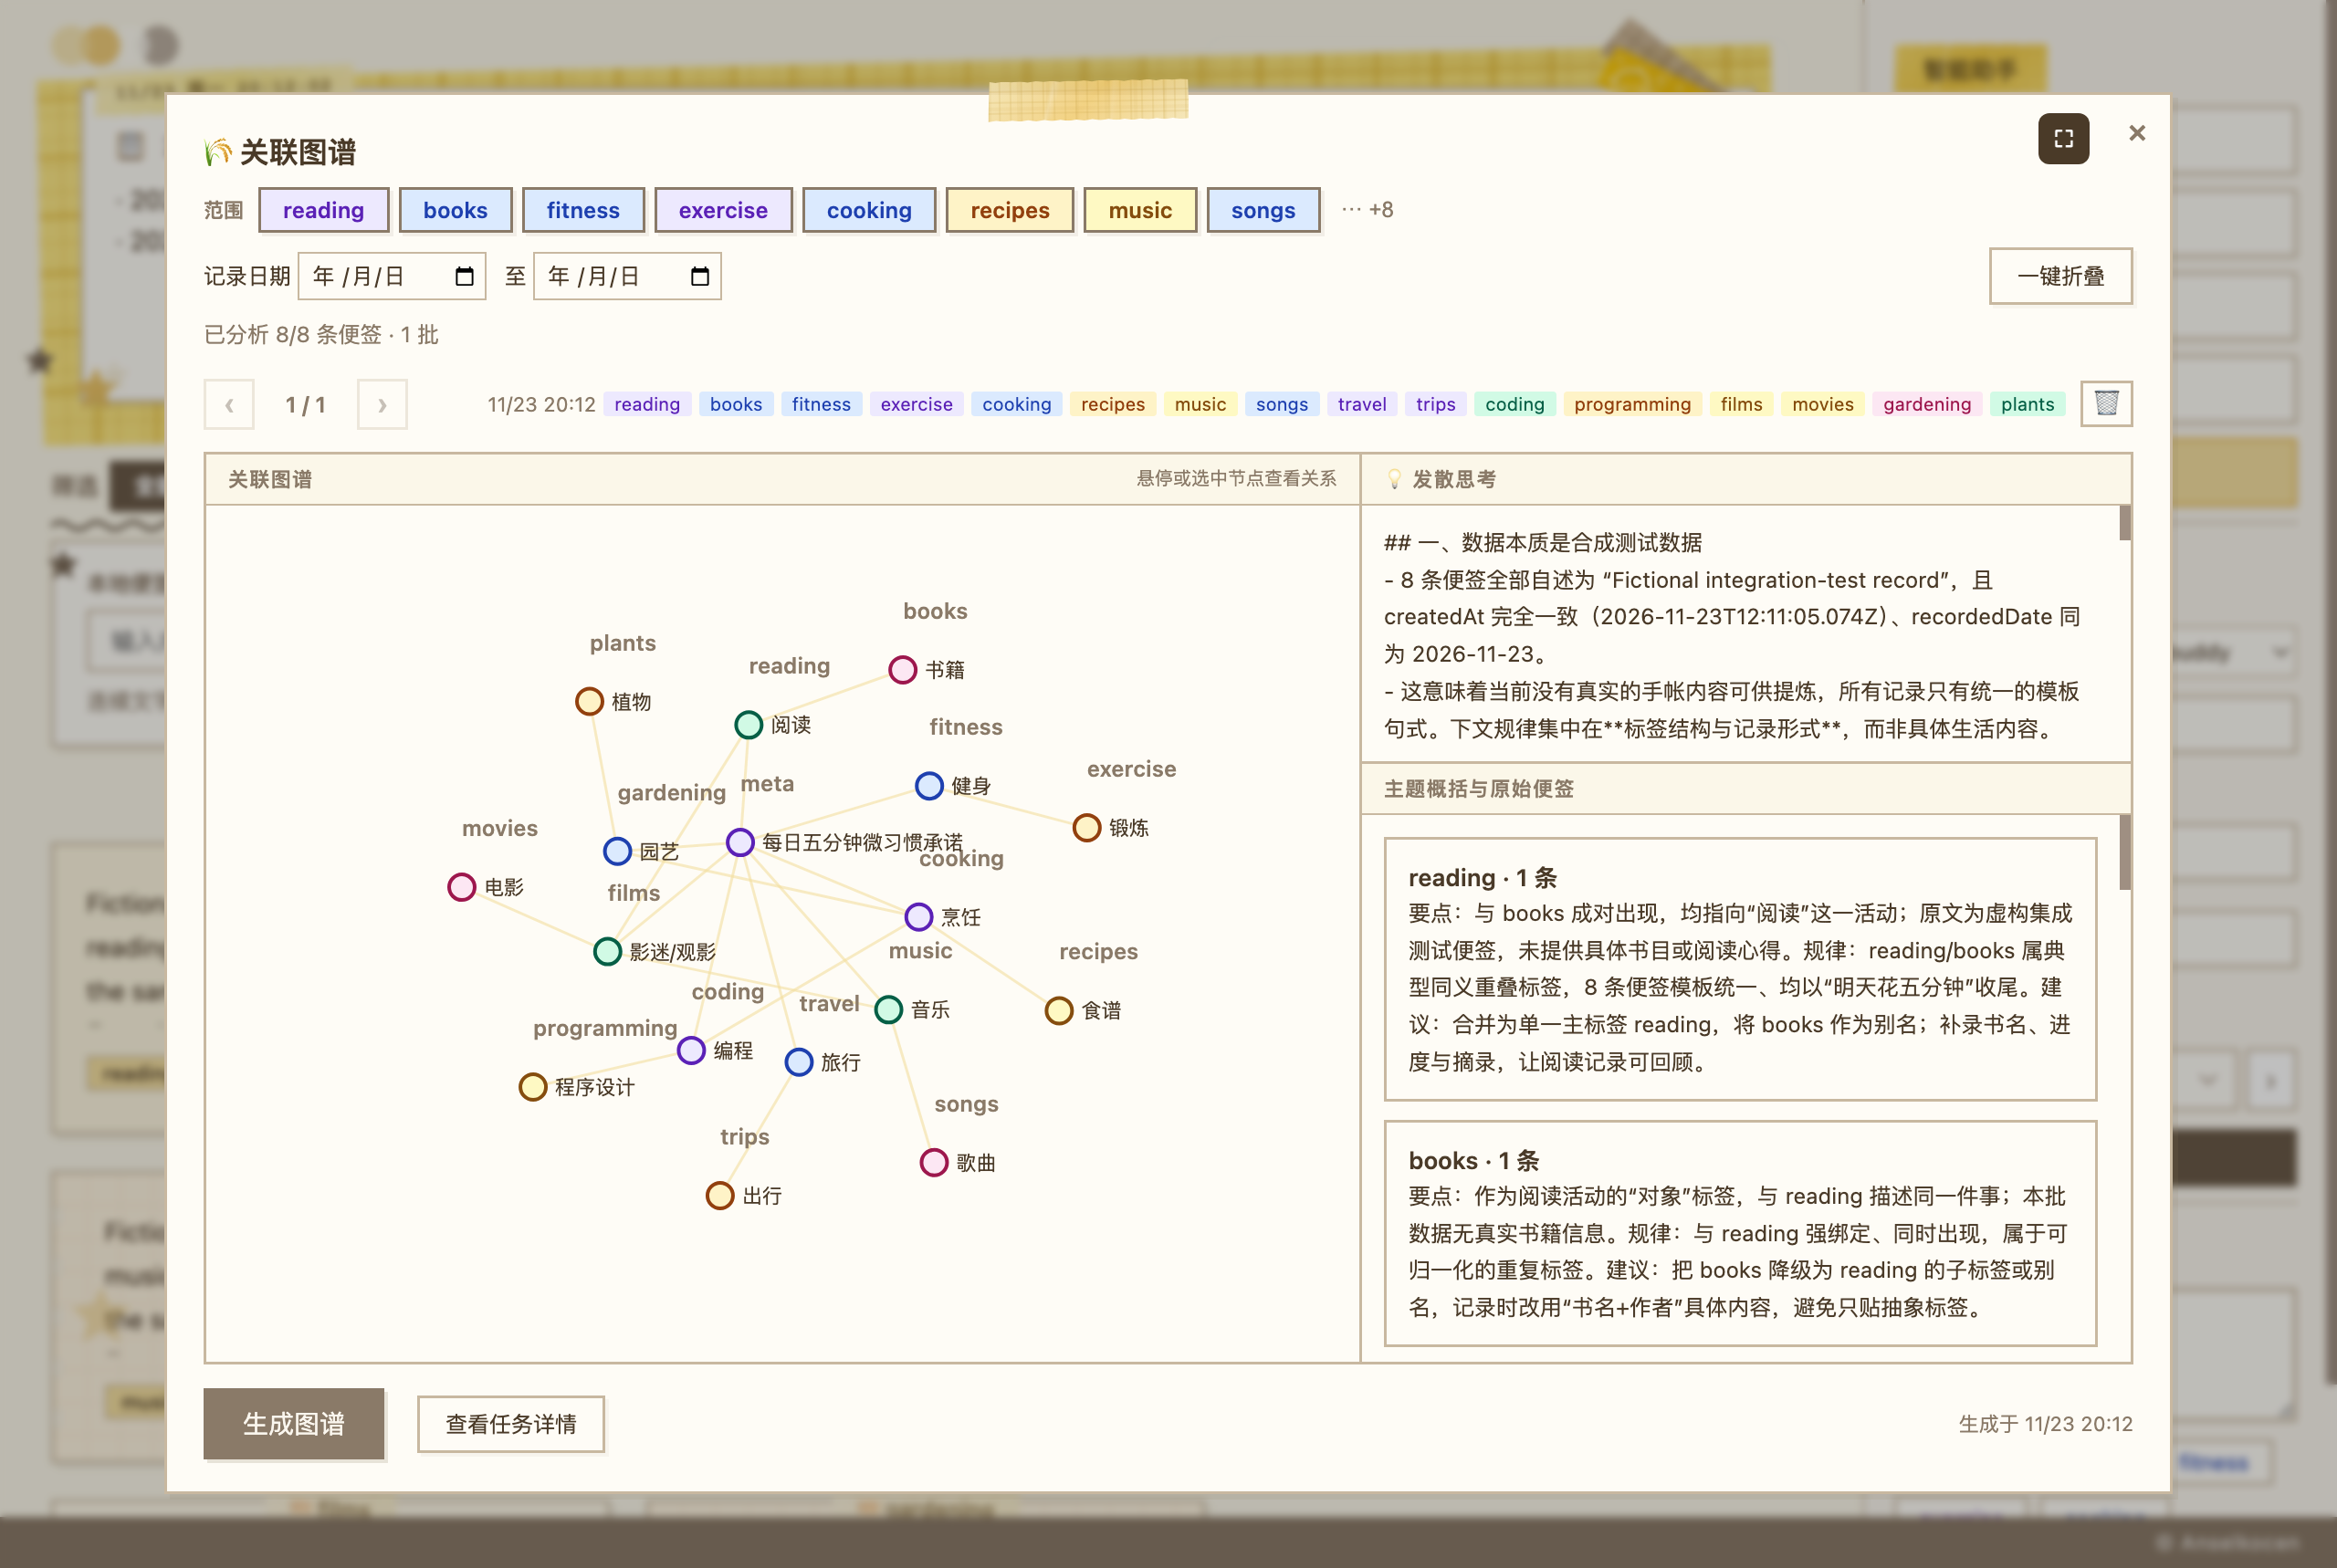 关联图谱
范围 reading books fitness exercise cooking recipes music songs ··· +8
记录日期 年 /月/日 至 年 /月/日 一键折叠
已分析 8/8 条便签 · 1 批
‹ 1 / 1 › 11/23 20:12 reading books fitness exercise cooking recipes music songs travel trips coding programming films movies gardening plants
关联图谱 悬停或选中节点查看关系
books
plants
reading
书籍
植物
阅读
fitness
exercise
gardening meta
健身
movies
锻炼
每日五分钟微习惯承诺
园艺
cooking
电影
films
烹饪
影迷/观影
music
recipes
coding
travel
音乐
食谱
programming
编程
旅行
程序设计
songs
trips
歌曲
出行
💡 发散思考
## 一、数据本质是合成测试数据
- 8 条便签全部自述为 “Fictional integration-test record”，且
createdAt 完全一致（2026-11-23T12:11:05.074Z）、recordedDate 同
为 2026-11-23。
- 这意味着当前没有真实的手帐内容可供提炼，所有记录只有统一的模板
句式。下文规律集中在**标签结构与记录形式**，而非具体生活内容。
主题概括与原始便签
reading · 1 条
要点：与 books 成对出现，均指向“阅读”这一活动；原文为虚构集成
测试便签，未提供具体书目或阅读心得。规律：reading/books 属典
型同义重叠标签，8 条便签模板统一、均以“明天花五分钟”收尾。建
议：合并为单一主标签 reading，将 books 作为别名；补录书名、进
度与摘录，让阅读记录可回顾。
books · 1 条
要点：作为阅读活动的“对象”标签，与 reading 描述同一件事；本批
数据无真实书籍信息。规律：与 reading 强绑定、同时出现，属于可
归一化的重复标签。建议：把 books 降级为 reading 的子标签或别
名，记录时改用“书名+作者”具体内容，避免只贴抽象标签。
生成图谱 查看任务详情 生成于 11/23 20:12
智能助手
fitness